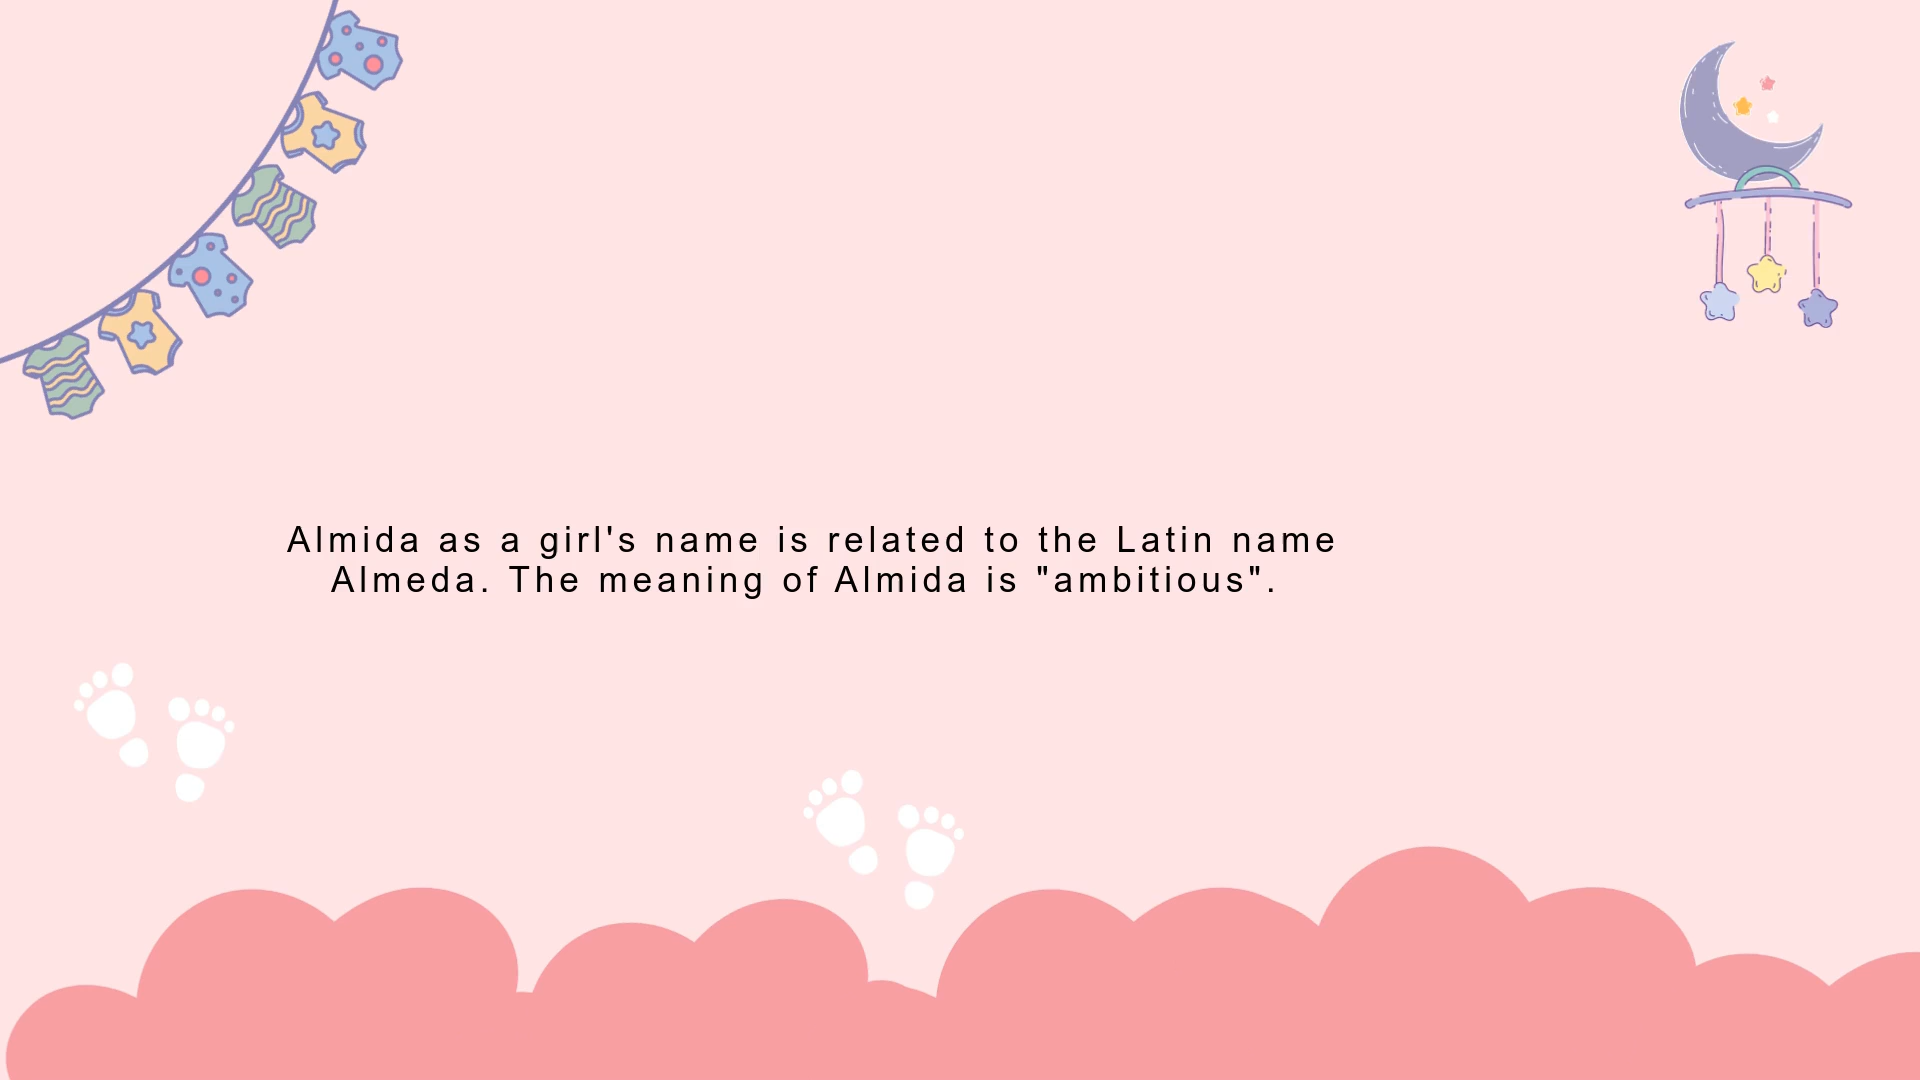 Almida as a girl's name is related to the Latin name
Almeda. The meaning of Almida is "ambitious".